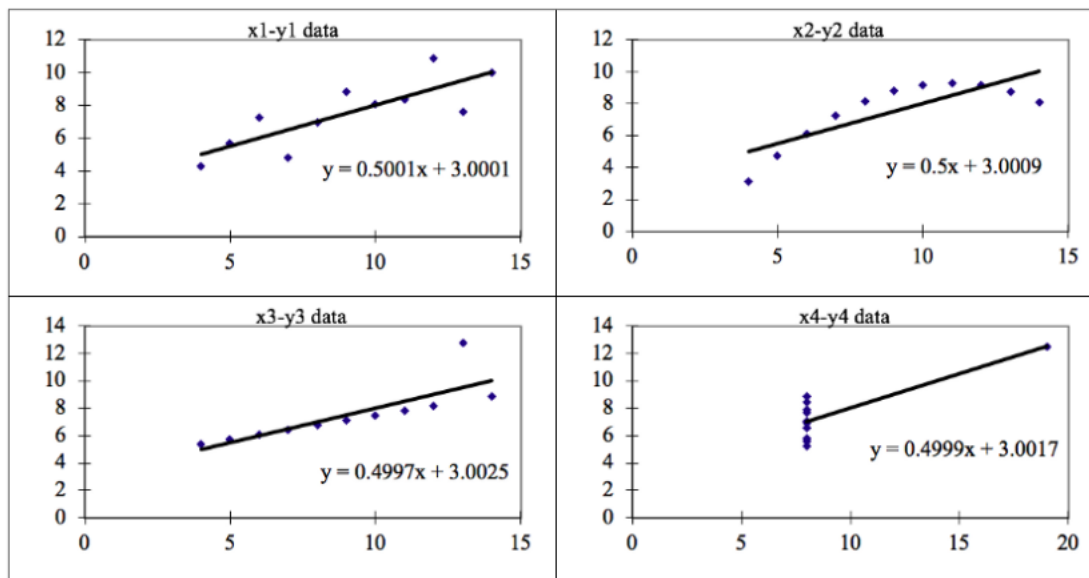 x1-y1 data
12
10
8
6
4
2
0
y = 0.5001x + 3.0001
0 5 10 15
x2-y2 data
12
10
8
6
4
2
0
y = 0.5x + 3.0009
0 5 10 15
x3-y3 data
14
12
10
8
6
4
2
0
y = 0.4997x + 3.0025
0 5 10 15
x4-y4 data
14
12
10
8
6
4
2
0
y = 0.4999x + 3.0017
0 5 10 15 20